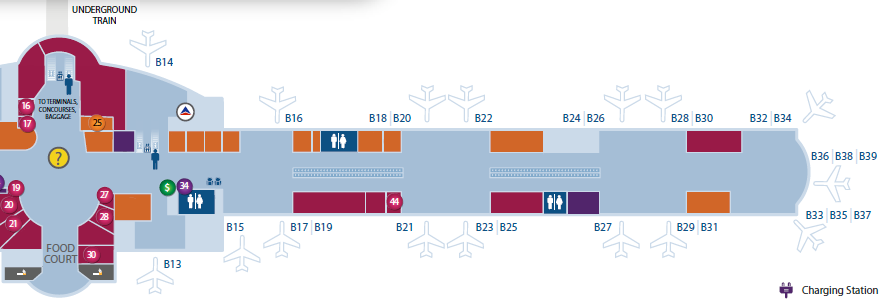 UNDERGROUND
TRAIN
B14
16
17
TO TERMINALS,
CONCOURSES,
BAGGAGE
25
B16
B18 | B20
B22
B24 | B26
B28 | B30
B32 | B34
?
B36 | B38 | B39
$
34
19
20
21
27
28
44
B33 | B35 | B37
B15
B17 | B19
B21
B23 | B25
B27
B29 | B31
FOOD
COURT
30
B13
Charging Station